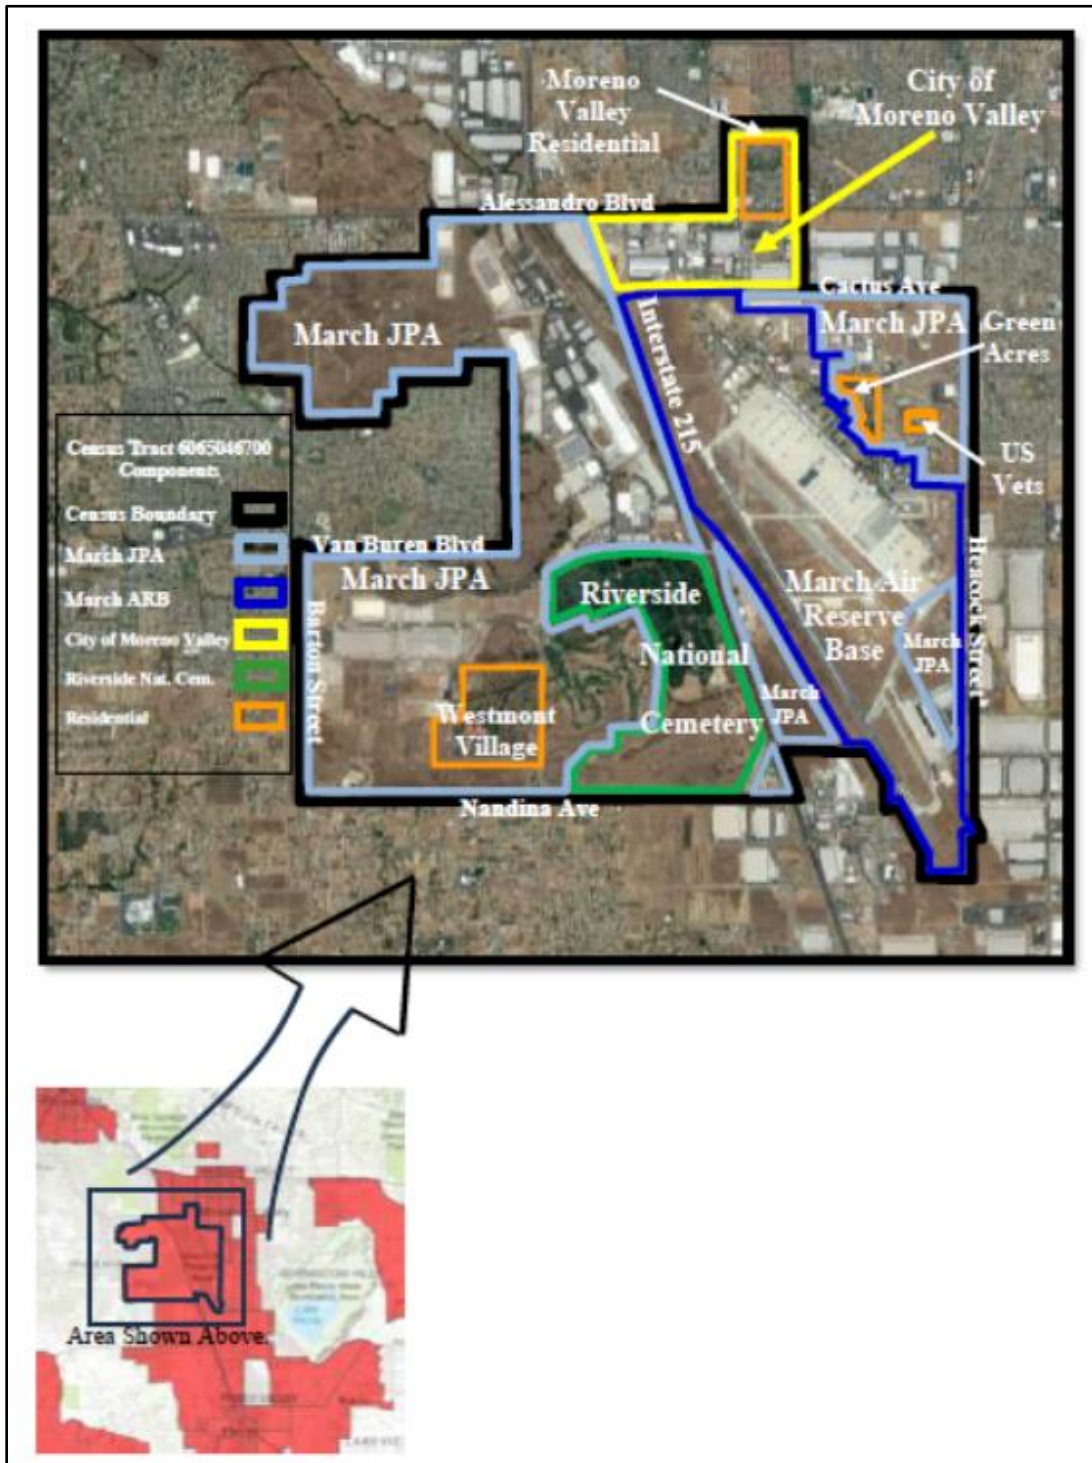 Moreno
Valley
Residential
City of
Moreno Valley
Alessandro Blvd
Cactus Ave
March JPA
March JPA
Green
Acres
Interstate 215
US
Vets
Census Tract 6065046700
Components
Census Boundary
March JPA
March ARB
City of Moreno Valley
Riverside Nat. Cem.
Residential
Van Buren Blvd
March JPA
Barton Street
Riverside
National
Cemetery
March Air
Reserve
Base
March
JPA
March
JPA
Heacock Street
Westmont
Village
Nandina Ave
Area Shown Above.